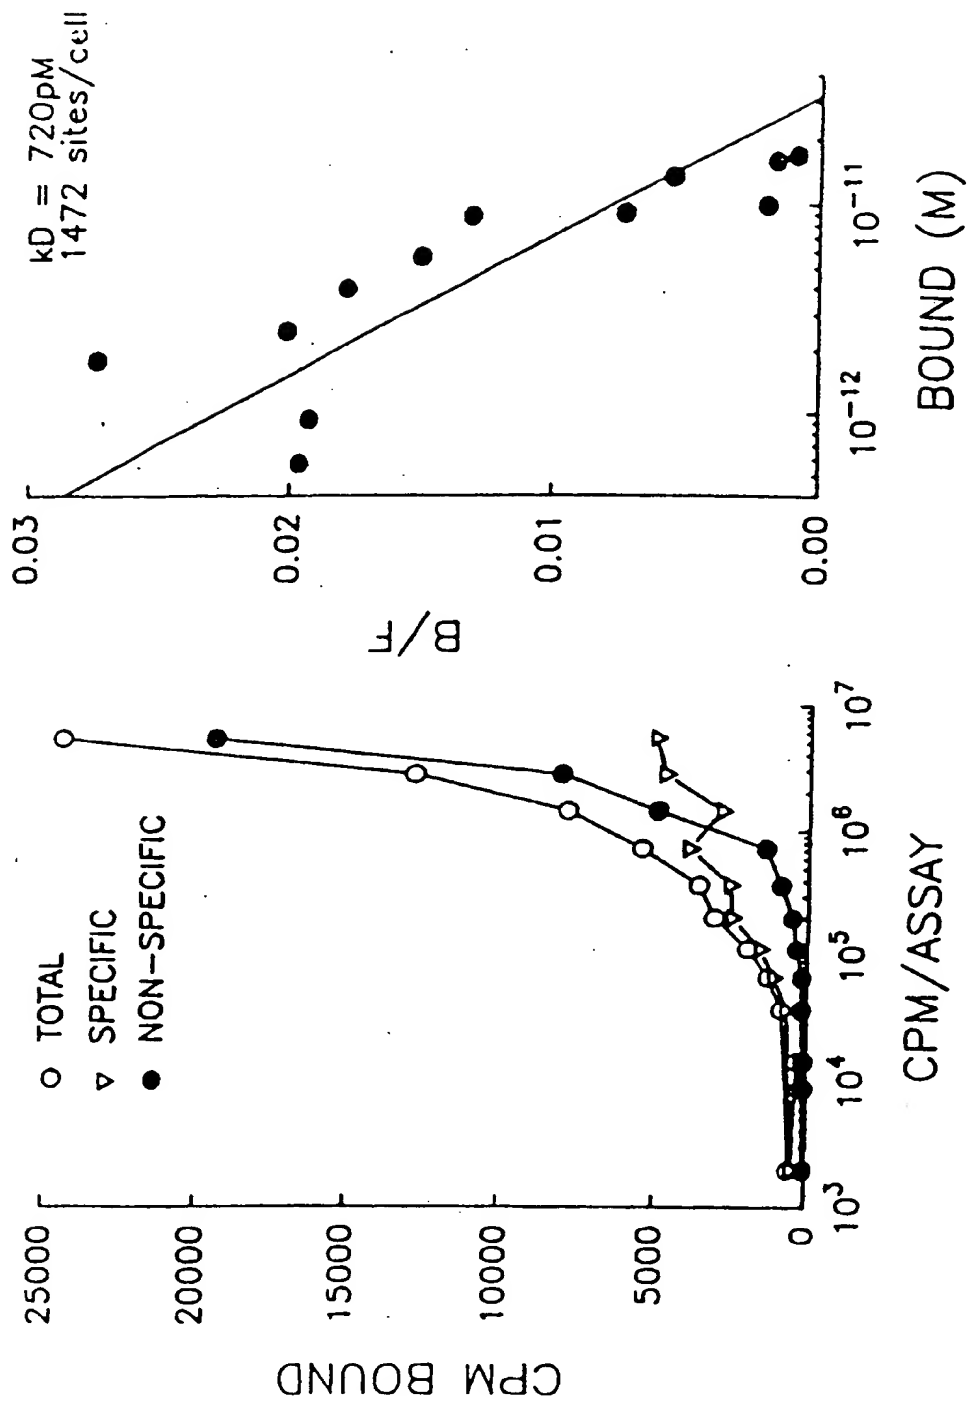 CPM BOUND
25000
20000
15000
10000
5000
0
○ TOTAL
▽ SPECIFIC
● NON-SPECIFIC
10³
10⁴
10⁵
10⁶
10⁷
CPM/ASSAY
B/F
0.03
0.02
0.01
0.00
kD = 720pM
1472 sites/cell
10⁻¹²
10⁻¹¹
BOUND (M)